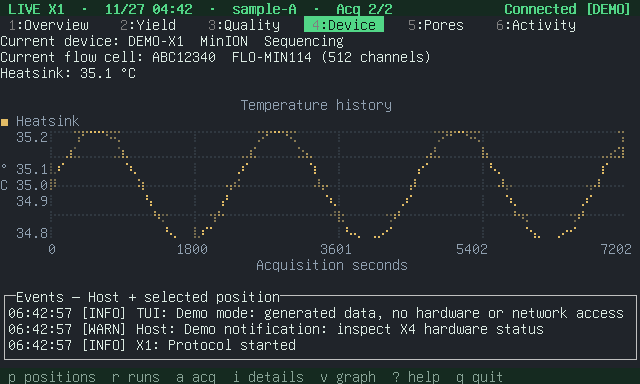 LIVE X1 · 11/27 04:42 · sample-A · Acq 2/2 Connected [DEMO]
1:Overview 2:Yield 3:Quality 4:Device 5:Pores 6:Activity
Current device: DEMO-X1 MinION Sequencing
Current flow cell: ABC12340 FLO-MIN114 (512 channels)
Heatsink: 35.1 °C
Temperature history
Heatsink
35.2
° 35.1
C 35.0
34.9
34.8
0 1800 3601 5402 7202
Acquisition seconds
Events — Host + selected position
06:42:57 [INFO] TUI: Demo mode: generated data, no hardware or network access
06:42:57 [WARN] Host: Demo notification: inspect X4 hardware status
06:42:57 [INFO] X1: Protocol started
p positions r runs a acq i details v graph ? help q quit